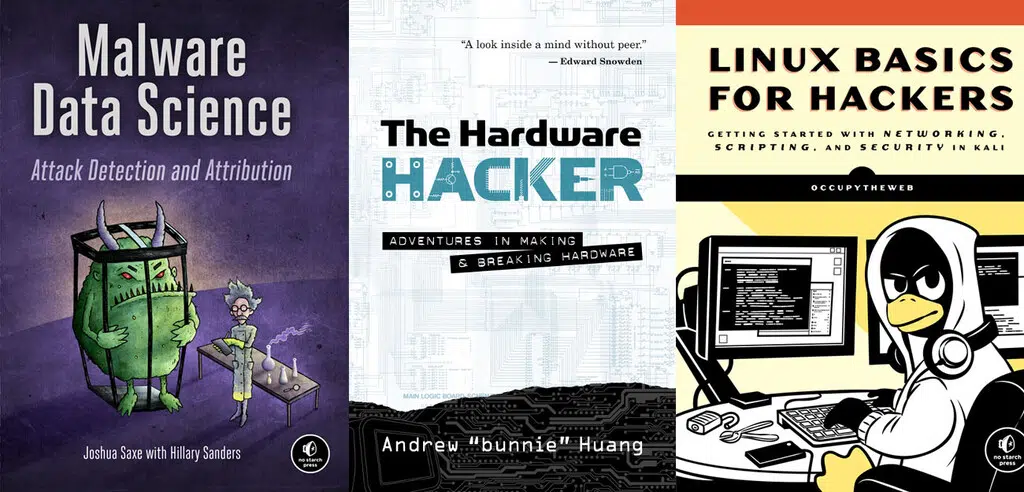 Malware
Data Science
Attack Detection and Attribution
Joshua Saxe with Hillary Sanders
no starch
press
“A look inside a mind without peer.”
— Edward Snowden
The Hardware
HACKER
ADVENTURES IN MAKING
& BREAKING HARDWARE
MAIN LOGIC BOARD
Andrew “bunnie” Huang
LINUX BASICS
FOR HACKERS
GETTING STARTED WITH NETWORKING,
SCRIPTING, AND SECURITY IN KALI
OCCUPYTHEWEB
no starch
press